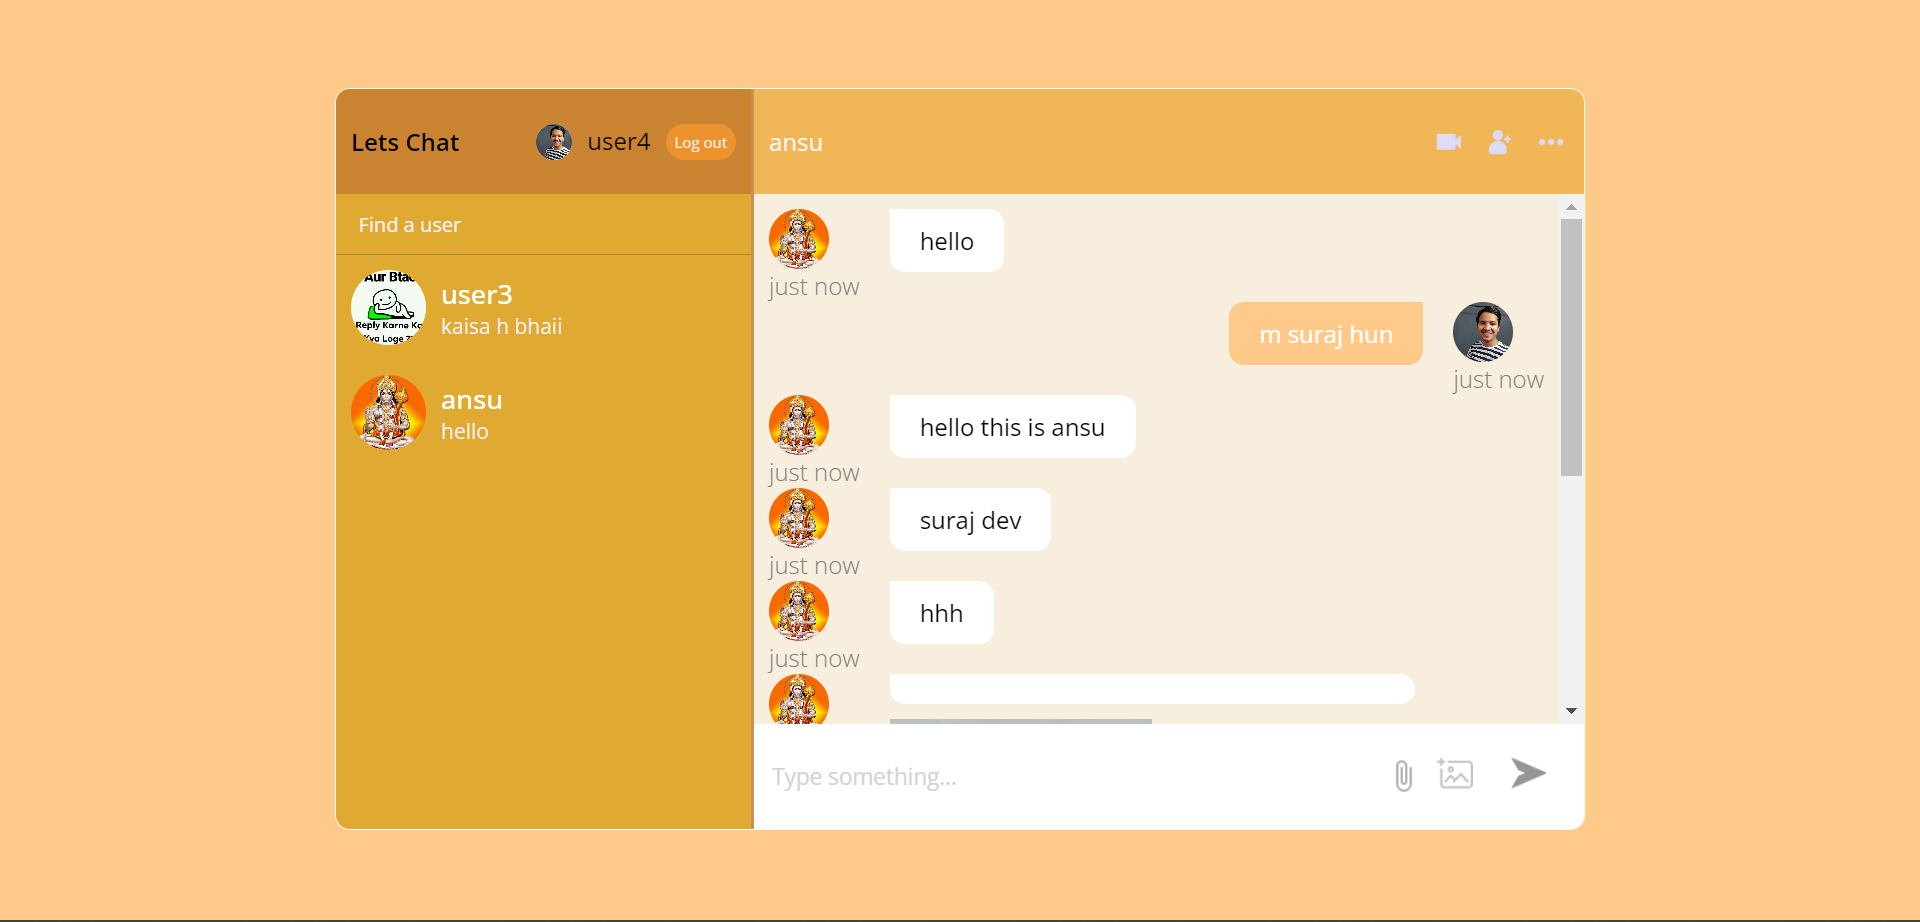 Lets Chat
user4
Log out
Find a user
Aur Btao
Reply Karne Ka
Kya Loge
user3
kaisa h bhaii
ansu
hello
ansu
hello
just now
m suraj hun
just now
hello this is ansu
just now
suraj dev
just now
hhh
just now
Type something...